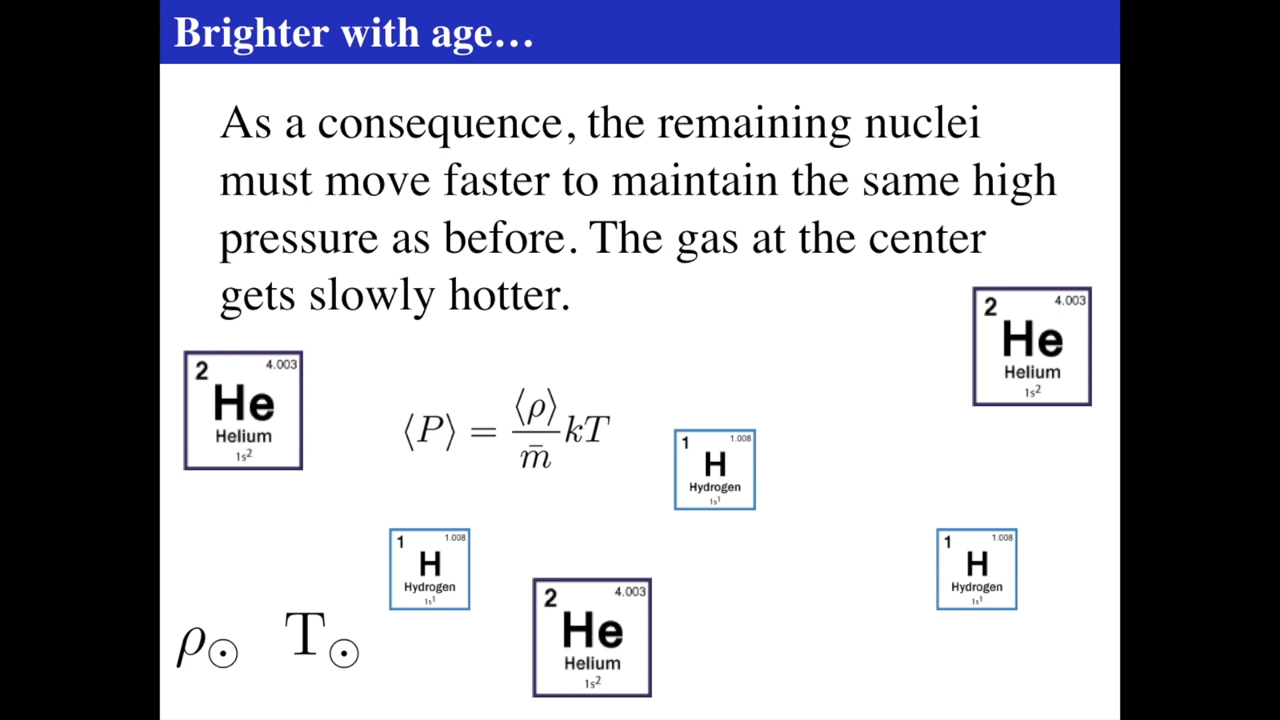 Brighter with age…
As a consequence, the remaining nuclei
must move faster to maintain the same high
pressure as before. The gas at the center
gets slowly hotter.
2 4.003
He
Helium
1s²
2 4.003
He
Helium
1s²
⟨P⟩ = ⟨ρ⟩/m̄ kT
1 1.008
H
Hydrogen
1s¹
1 1.008
H
Hydrogen
1s¹
1 1.008
H
Hydrogen
1s¹
2 4.003
He
Helium
1s²
ρ⊙ T⊙